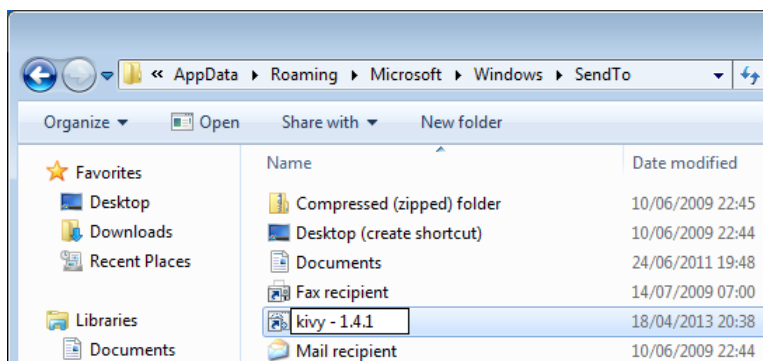 « AppData ▸ Roaming ▸ Microsoft ▸ Windows ▸ SendTo
Organize Open Share with New folder
Favorites
Desktop
Downloads
Recent Places
Libraries
Documents
Name Date modified
Compressed (zipped) folder 10/06/2009 22:45
Desktop (create shortcut) 10/06/2009 22:44
Documents 24/06/2011 19:48
Fax recipient 14/07/2009 07:00
kivy - 1.4.1 18/04/2013 20:38
Mail recipient 10/06/2009 22:44